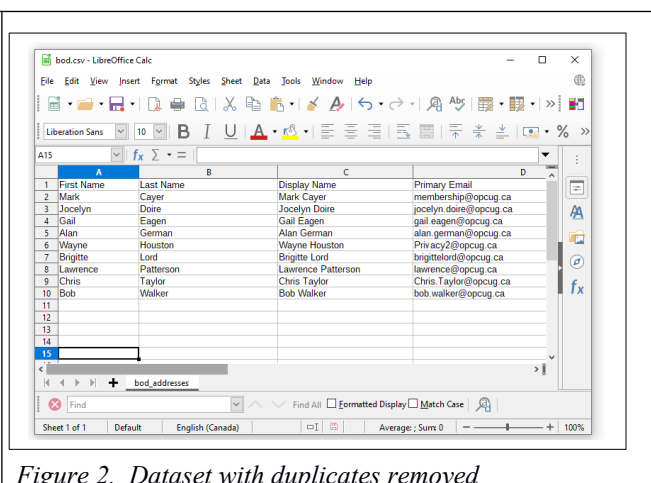 bod.csv - LibreOffice Calc
File Edit View Insert Format Styles Sheet Data Tools Window Help
Liberation Sans 10 B I U A %
A15 fx Σ =
A B C D
1 First Name Last Name Display Name Primary Email
2 Mark Cayer Mark Cayer membership@opcug.ca
3 Jocelyn Doire Jocelyn Doire jocelyn.doire@opcug.ca
4 Gail Eagen Gail Eagen gail.eagen@opcug.ca
5 Alan German Alan German alan.german@opcug.ca
6 Wayne Houston Wayne Houston Privacy2@opcug.ca
7 Brigitte Lord Brigitte Lord brigittelord@opcug.ca
8 Lawrence Patterson Lawrence Patterson lawrence@opcug.ca
9 Chris Taylor Chris Taylor Chris.Taylor@opcug.ca
10 Bob Walker Bob Walker bob.walker@opcug.ca
11
12
13
14
15
bod_addresses
Find Find All Formatted Display Match Case
Sheet 1 of 1 Default English (Canada) Average: ; Sum: 0 100%
Figure 2. Dataset with duplicates removed